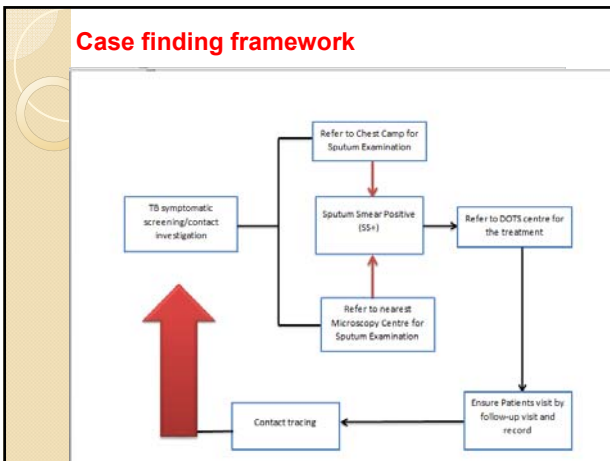 Case finding framework
Refer to Chest Camp for
Sputum Examination
TB symptomatic
screening/contact
investigation
Sputum Smear Positive
(SS+)
Refer to DOTS centre for
the treatment
Refer to nearest
Microscopy Centre for
Sputum Examination
Ensure Patients visit by
follow-up visit and
record
Contact tracing